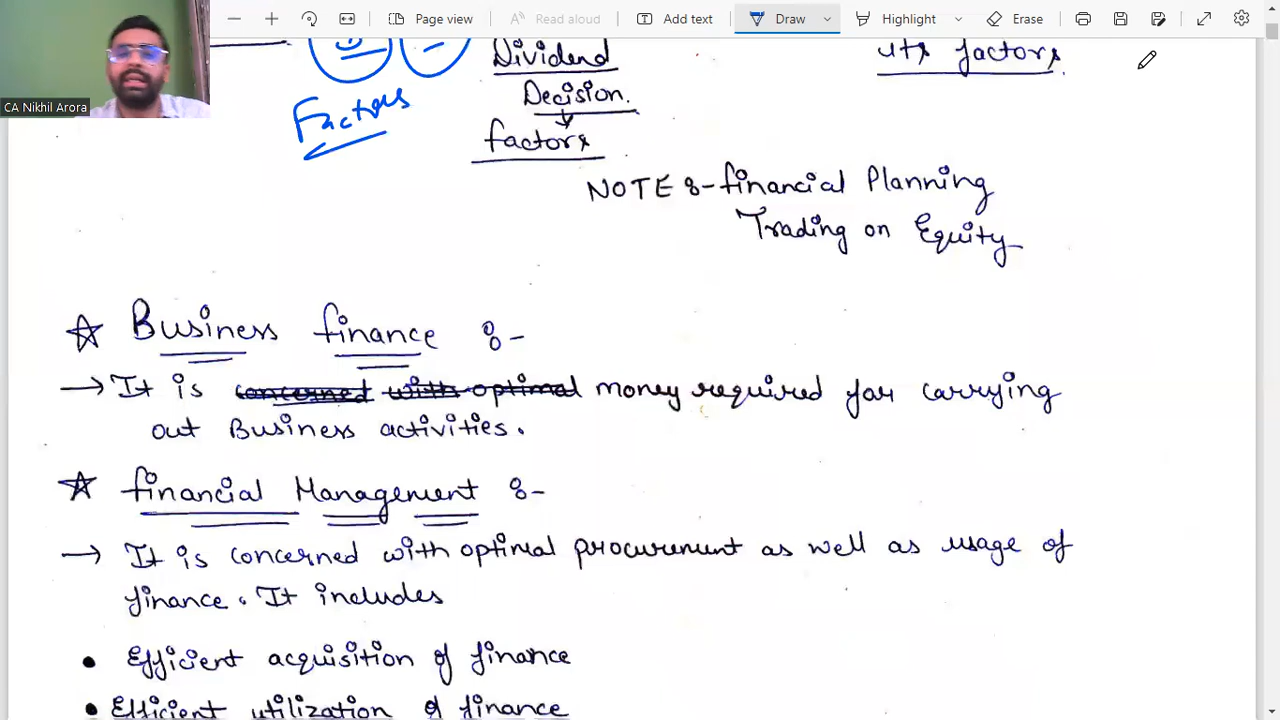 Page view
Read aloud
Add text
Draw
Highlight
Erase
CA Nikhil Arora
Factors
Dividend
Decision.
factors
its factors
NOTE :- financial Planning
Trading on Equity
Business finance :-
→ It is concerned with optimal money required for carrying
out Business activities.
financial Management :-
→ It is concerned with optimal procurement as well as usage of
finance. It includes
• Efficient acquisition of finance
• Efficient utilization of finance